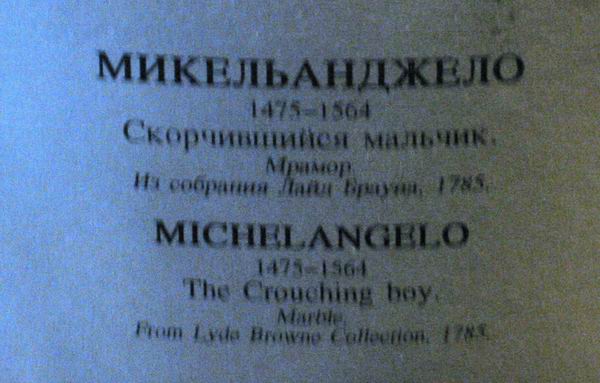 МИКЕЛЬАНДЖЕЛО
1475–1564
Скорчившийся мальчик.
Мрамор
Из собрания Лайд Брауна, 1785.
MICHELANGELO
1475–1564
The Crouching boy.
Marble.
From Lyde Browne Collection, 1785.